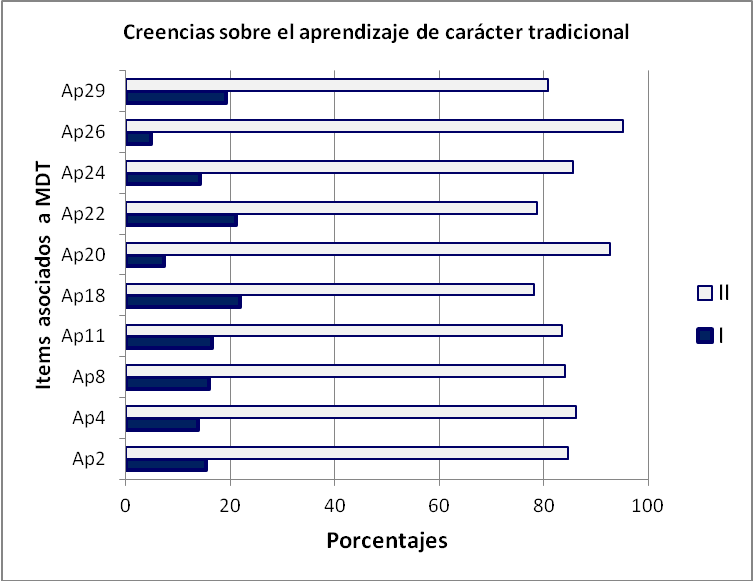 Creencias sobre el aprendizaje de carácter tradicional
Items asociados a MDT
Ap29
Ap26
Ap24
Ap22
Ap20
Ap18
Ap11
Ap8
Ap4
Ap2
0 20 40 60 80 100
Porcentajes
II
I